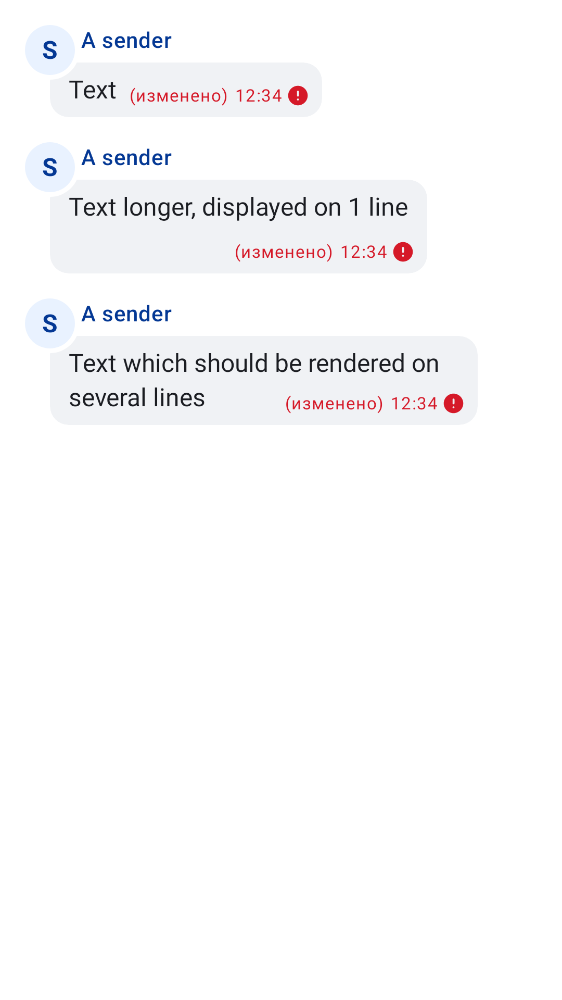 S
A sender
Text (изменено) 12:34
S
A sender
Text longer, displayed on 1 line
(изменено) 12:34
S
A sender
Text which should be rendered on
several lines (изменено) 12:34